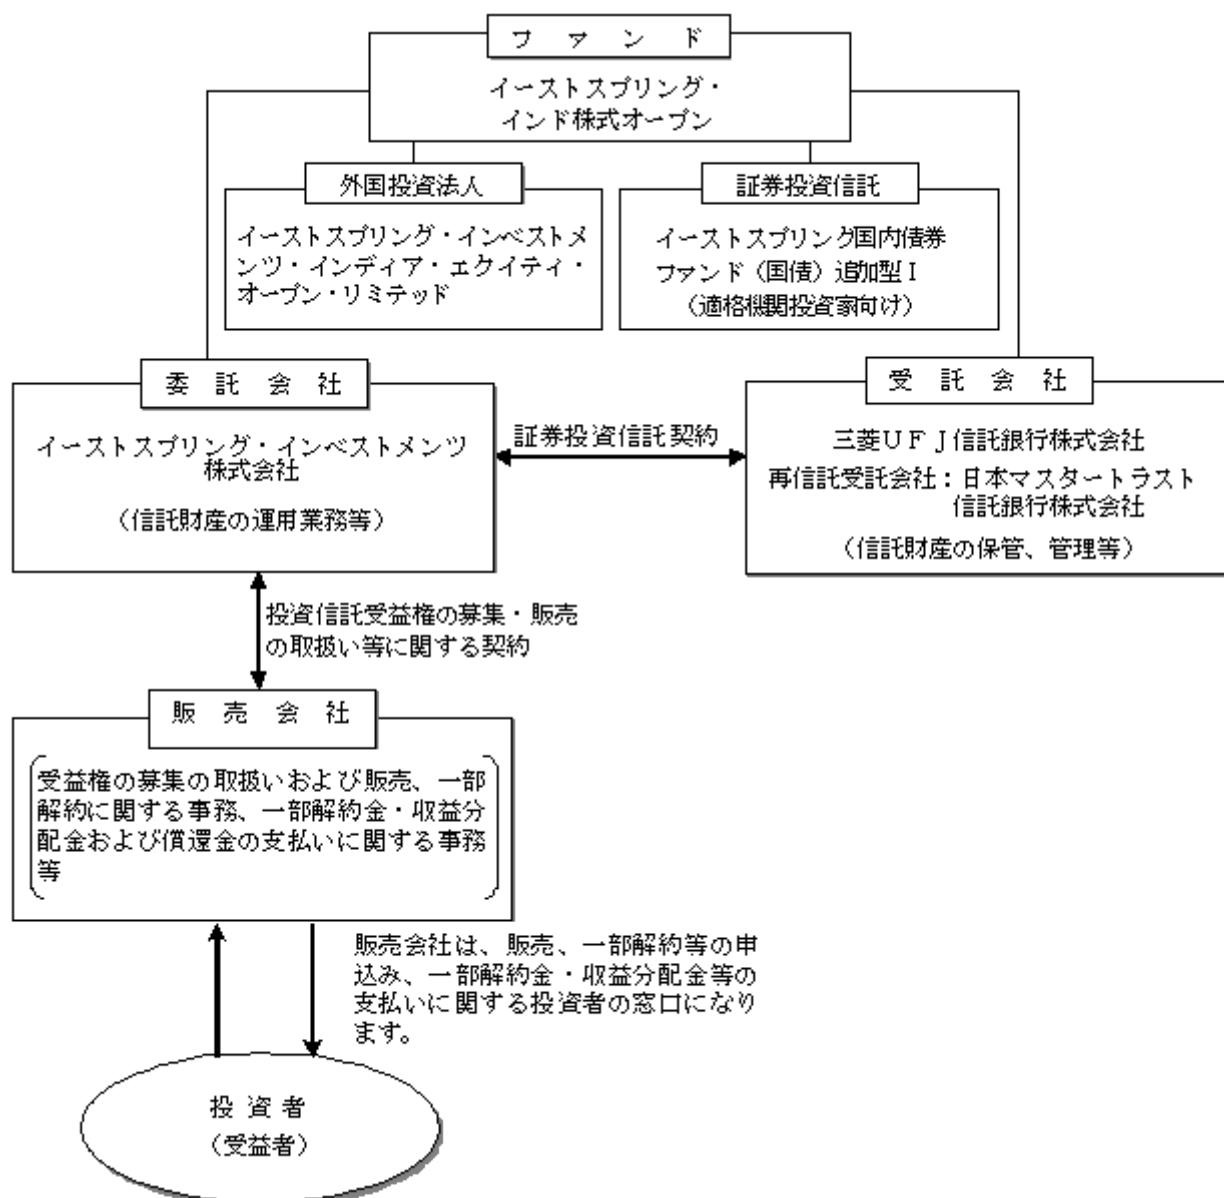 ファンド
イーストスプリング・
インド株式オープン
外国投資法人
イーストスプリング・インベストメ
ンツ・インディア・エクイティ・
オープン・リミテッド
証券投資信託
イーストスプリング国内債券
ファンド（国債）追加型Ⅰ
（適格機関投資家向け）
委託会社
イーストスプリング・インベストメンツ
株式会社
（信託財産の運用業務等）
証券投資信託契約
受託会社
三菱ＵＦＪ信託銀行株式会社
再信託受託会社：日本マスタートラスト
信託銀行株式会社
（信託財産の保管、管理等）
投資信託受益権の募集・販売
の取扱い等に関する契約
販売会社
受益権の募集の取扱いおよび販売、一部
解約に関する事務、一部解約金・収益分
配金および償還金の支払いに関する事務
等
販売会社は、販売、一部解約等の申
込み、一部解約金・収益分配金等の
支払いに関する投資者の窓口になり
ます。
投資者
（受益者）